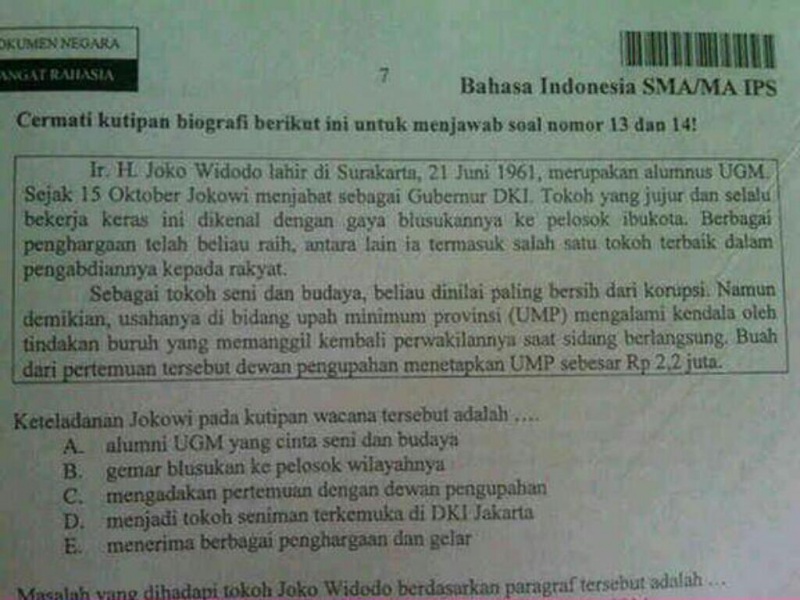 OKUMEN NEGARA
ANGAT RAHASIA
7
Bahasa Indonesia SMA/MA IPS
Cermati kutipan biografi berikut ini untuk menjawab soal nomor 13 dan 14!
Ir. H. Joko Widodo lahir di Surakarta, 21 Juni 1961, merupakan alumnus UGM.
Sejak 15 Oktober Jokowi menjabat sebagai Gubernur DKI. Tokoh yang jujur dan selalu
bekerja keras ini dikenal dengan gaya blusukannya ke pelosok ibukota. Berbagai
penghargaan telah beliau raih, antara lain ia termasuk salah satu tokoh terbaik dalam
pengabdiannya kepada rakyat.
Sebagai tokoh seni dan budaya, beliau dinilai paling bersih dari korupsi. Namun
demikian, usahanya di bidang upah minimum provinsi (UMP) mengalami kendala oleh
tindakan buruh yang memanggil kembali perwakilannya saat sidang berlangsung. Buah
dari pertemuan tersebut dewan pengupahan menetapkan UMP sebesar Rp 2,2 juta.
Keteladanan Jokowi pada kutipan wacana tersebut adalah ....
A. alumni UGM yang cinta seni dan budaya
B. gemar blusukan ke pelosok wilayahnya
C. mengadakan pertemuan dengan dewan pengupahan
D. menjadi tokoh seniman terkemuka di DKI Jakarta
E. menerima berbagai penghargaan dan gelar
Masalah yang dihadapi tokoh Joko Widodo berdasarkan paragraf tersebut adalah ...